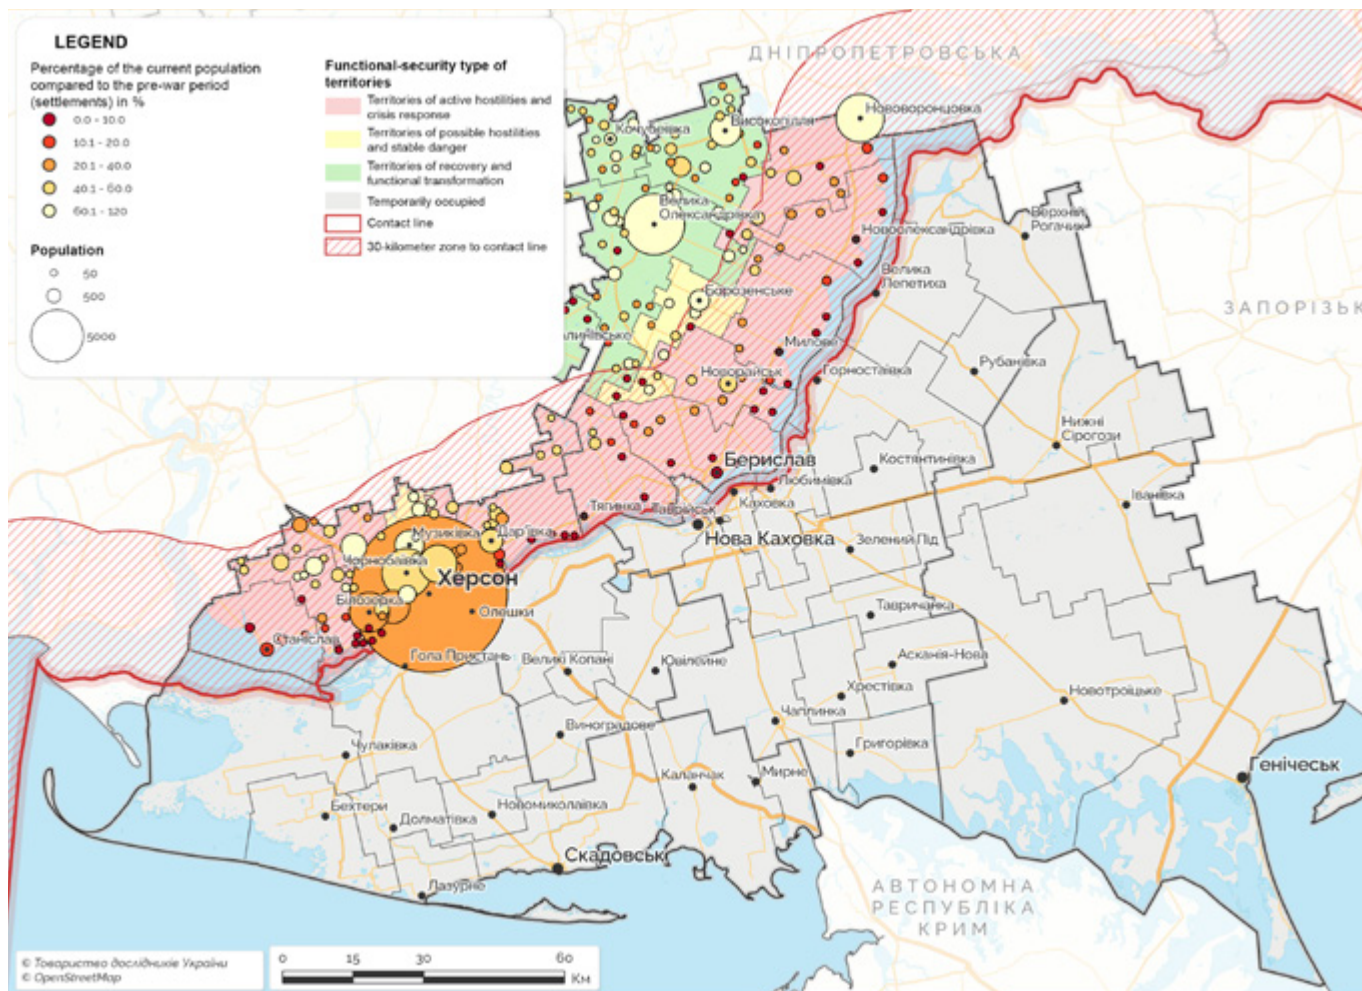 LEGEND
Percentage of the current population
compared to the pre-war period
(settlements) in %
0.0 - 10.0
10.1 - 20.0
20.1 - 40.0
40.1 - 60.0
60.1 - 120
Population
50
500
5000
Functional-security type of
territories
Territories of active hostilities and
crisis response
Territories of possible hostilities
and stable danger
Territories of recovery and
functional transformation
Temporarily occupied
Contact line
30-kilometer zone to contact line
ДНІПРОПЕТРОВСЬКА
Нововоронцовка
Кочубеївка
Високопілля
Велика
Олександрівка
Новоолександрівка
Верхній
Рогачик
Велика
Лепетиха
ЗАПОРІЗЬК
Борозенське
алинівське
Милове
Рубанівка
Новорайськ
Горностаївка
Нижні
Сірогози
Берислав
Костянтинівка
Любимівка
Іванівка
Каховка
Тягинка
Таврійськ
Нова Каховка
Зелений Під
Музиківка
Дар'ївка
Чорнобаївка
Херсон
Білозерка
Олешки
Тавричанка
Станіслав
Гола Пристань
Великі Копані
Ювілейне
Асканія-Нова
Хрестівка
Новотроїцьке
Чаплинка
Виноградове
Григорівка
Чулаківка
Каланчак
Мирне
Генічеськ
Бехтери
Новомиколаївка
Долматівка
Скадовськ
Лазурне
АВТОНОМНА
РЕСПУБЛІКА
КРИМ
© Товариство дослідників України
© OpenStreetMap
0 15 30 60
Км